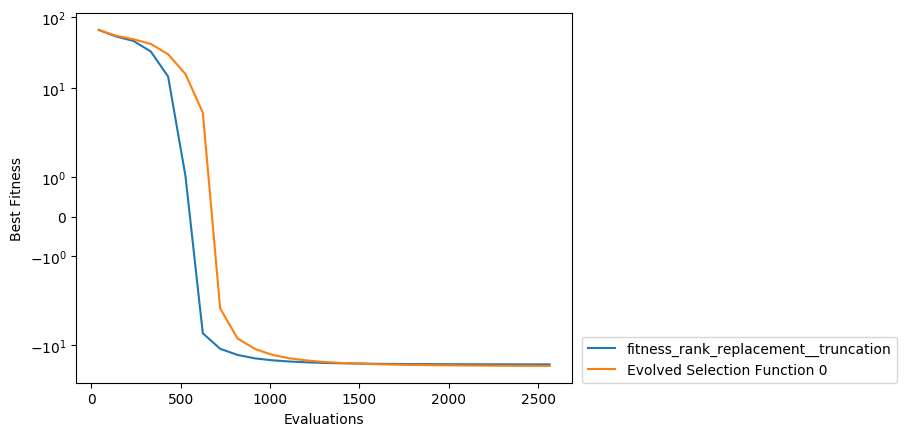 10²
10¹
10⁰
0
−10⁰
−10¹
Best Fitness
0 500 1000 1500 2000 2500
Evaluations
fitness_rank_replacement__truncation
Evolved Selection Function 0